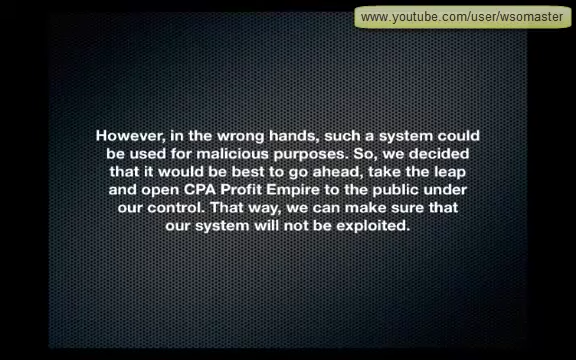 www.youtube.com/user/wsomaster
However, in the wrong hands, such a system could
be used for malicious purposes. So, we decided
that it would be best to go ahead, take the leap
and open CPA Profit Empire to the public under
our control. That way, we can make sure that
our system will not be exploited.